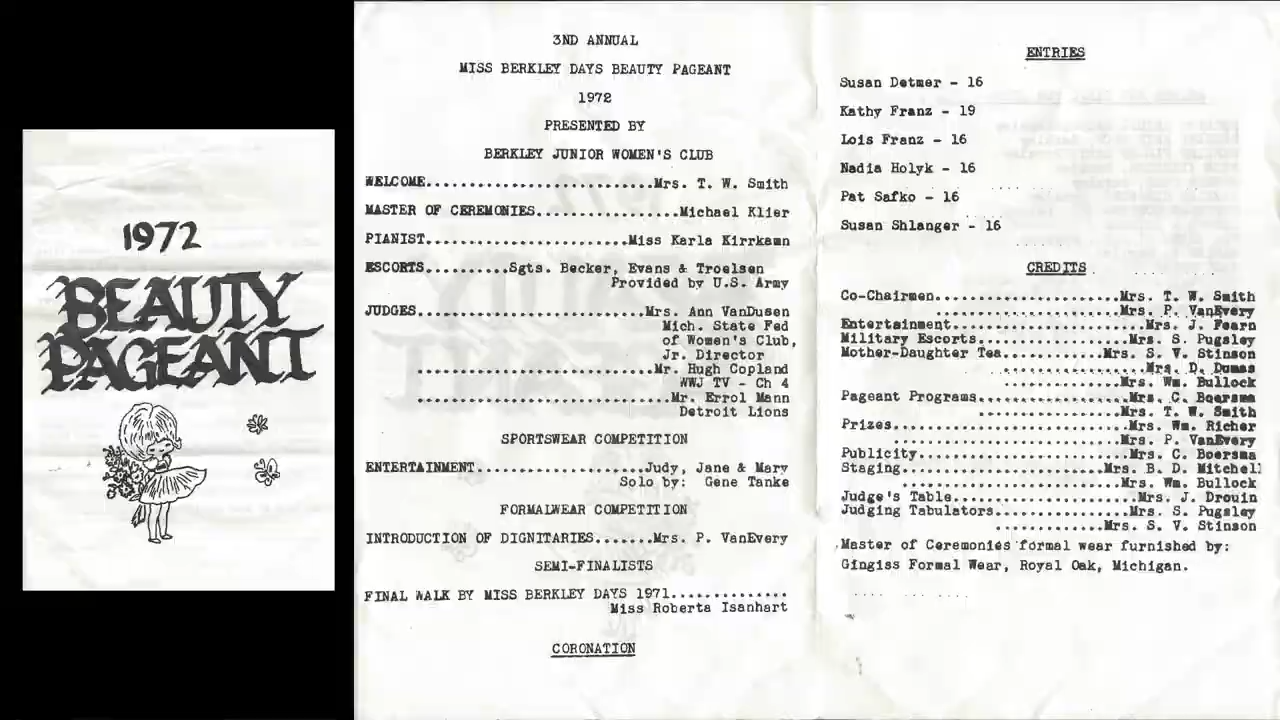 1972
BEAUTY
PAGEANT
3ND ANNUAL
MISS BERKLEY DAYS BEAUTY PAGEANT
1972
PRESENTED BY
BERKLEY JUNIOR WOMEN'S CLUB
WELCOME............................Mrs. T. W. Smith
MASTER OF CEREMONIES.................Michael Klier
PIANIST........................Miss Karla Kirrkamn
ESCORTS..........Sgts. Becker, Evans & Troelsen
Provided by U.S. Army
JUDGES...........................Mrs. Ann VanDusen
Mich. State Fed
of Women's Club,
Jr. Director
............................Mr. Hugh Copland
WWJ TV - Ch 4
..............................Mr. Errol Mann
Detroit Lions
SPORTSWEAR COMPETITION
ENTERTAINMENT....................Judy, Jane & Mary
Solo by: Gene Tanke
FORMALWEAR COMPETITION
INTRODUCTION OF DIGNITARIES.......Mrs. P. VanEvery
SEMI-FINALISTS
FINAL WALK BY MISS BERKLEY DAYS 1971..............
Miss Roberta Isanhart
CORONATION
ENTRIES
Susan Detmer - 16
Kathy Franz - 19
Lois Franz - 16
Nadia Holyk - 16
Pat Safko - 16
Susan Shlanger - 16
CREDITS
Co-Chairmen......................Mrs. T. W. Smith
......................Mrs. P. VanEvery
Entertainment.......................Mrs. J. Fearn
Military Escorts..................Mrs. S. Pugsley
Mother-Daughter Tea............Mrs. S. V. Stinson
.................Mrs. D. Dumas
..............Mrs. Wm. Bullock
Pageant Programs..................Mrs. C. Boersma
.................Mrs. T. W. Smith
Prizes............................Mrs. Wm. Richer
...........................Mrs. P. VanEvery
Publicity.........................Mrs. C. Boersma
Staging........................Mrs. B. D. Mitchell
...........................Mrs. Wm. Bullock
Judge's Table......................Mrs. J. Drouin
Judging Tabulators................Mrs. S. Pugsley
.............Mrs. S. V. Stinson
Master of Ceremonies formal wear furnished by:
Gingiss Formal Wear, Royal Oak, Michigan.